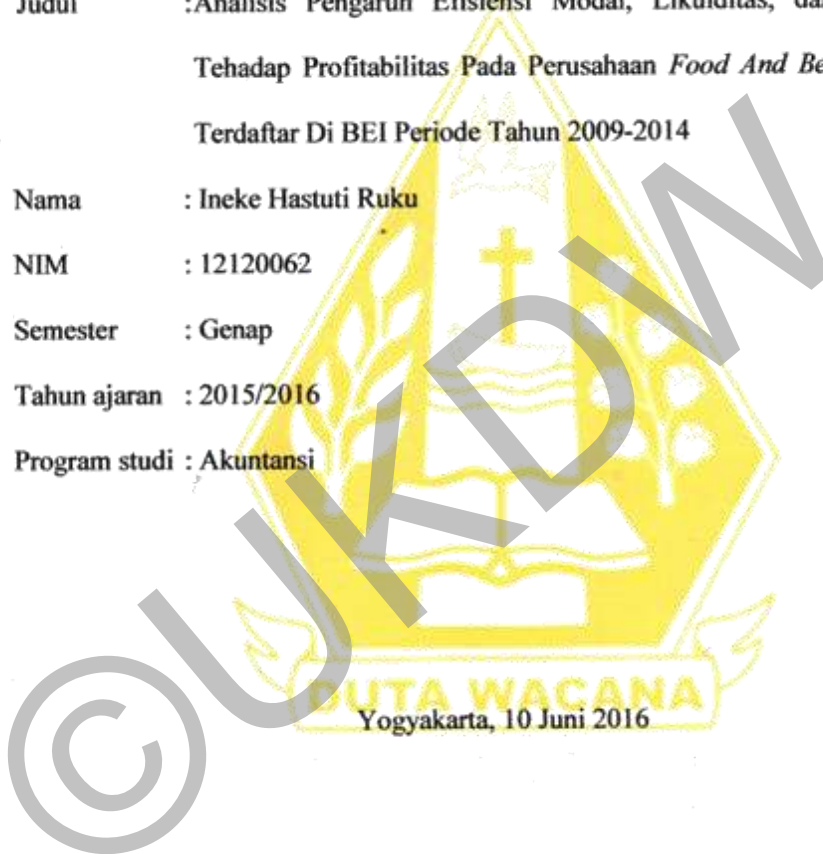 Judul :Analisis Pengaruh Efisiensi Modal, Likuiditas, da
Tehadap Profitabilitas Pada Perusahaan Food And Be
Terdaftar Di BEI Periode Tahun 2009-2014
Nama : Ineke Hastuti Ruku
NIM : 12120062
Semester : Genap
Tahun ajaran : 2015/2016
Program studi : Akuntansi
DUTA WACANA
Yogyakarta, 10 Juni 2016
©UKDW